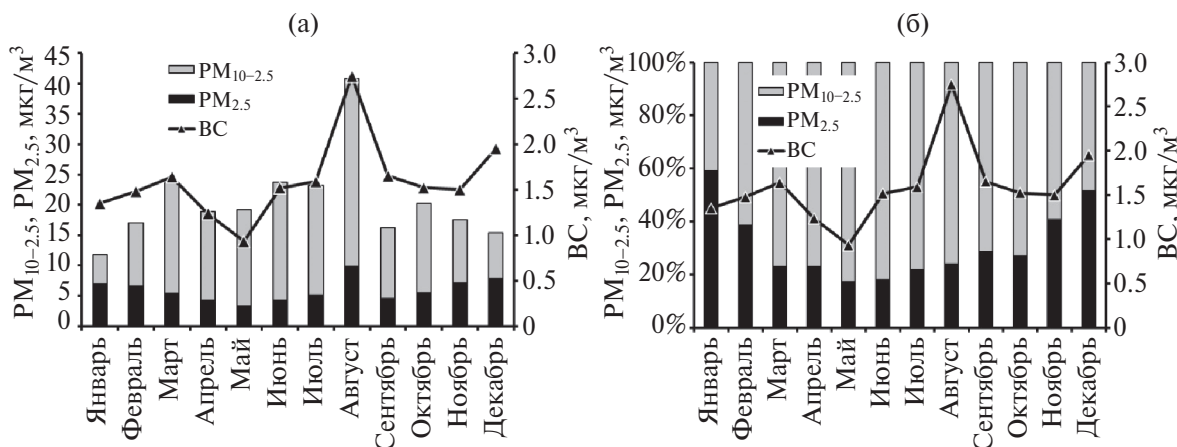 (а)
PM10–2.5, PM2.5, мкг/м³
45
40
35
30
25
20
15
10
5
0
PM10–2.5
PM2.5
BC
3.0
2.5
2.0
1.5
1.0
0.5
0
BC, мкг/м³
Январь
Февраль
Март
Апрель
Май
Июнь
Июль
Август
Сентябрь
Октябрь
Ноябрь
Декабрь
(б)
PM10–2.5, PM2.5, мкг/м³
100%
80%
60%
40%
20%
0%
PM10–2.5
PM2.5
BC
3.0
2.5
2.0
1.5
1.0
0.5
0
BC, мкг/м³
Январь
Февраль
Март
Апрель
Май
Июнь
Июль
Август
Сентябрь
Октябрь
Ноябрь
Декабрь